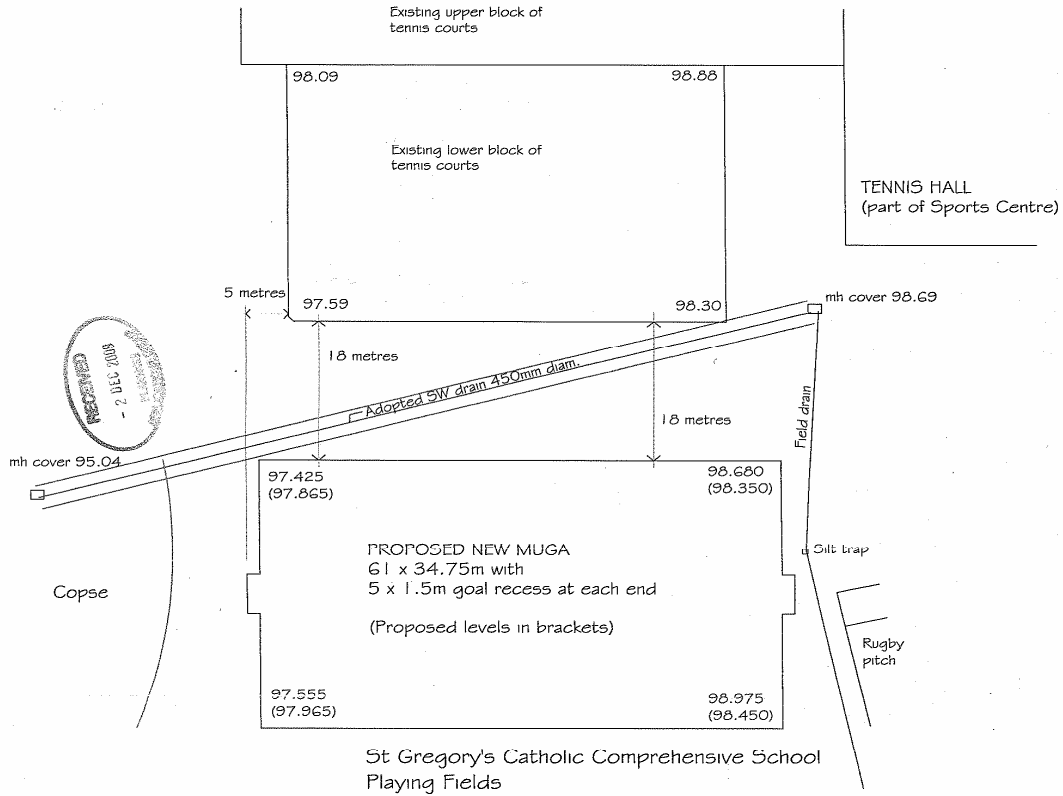 Existing upper block of
tennis courts
98.09
98.88
Existing lower block of
tennis courts
TENNIS HALL
(part of Sports Centre)
5 metres
97.59
98.30
mh cover 98.69
18 metres
RECEIVED
- 2 DEC 2008
Adopted SW drain 450mm diam.
Field drain
18 metres
mh cover 95.04
97.425
(97.865)
98.680
(98.350)
PROPOSED NEW MUGA
61 x 34.75m with
5 x 1.5m goal recess at each end
Silt trap
Copse
(Proposed levels in brackets)
Rugby
pitch
97.555
(97.965)
98.975
(98.450)
St Gregory's Catholic Comprehensive School
Playing Fields